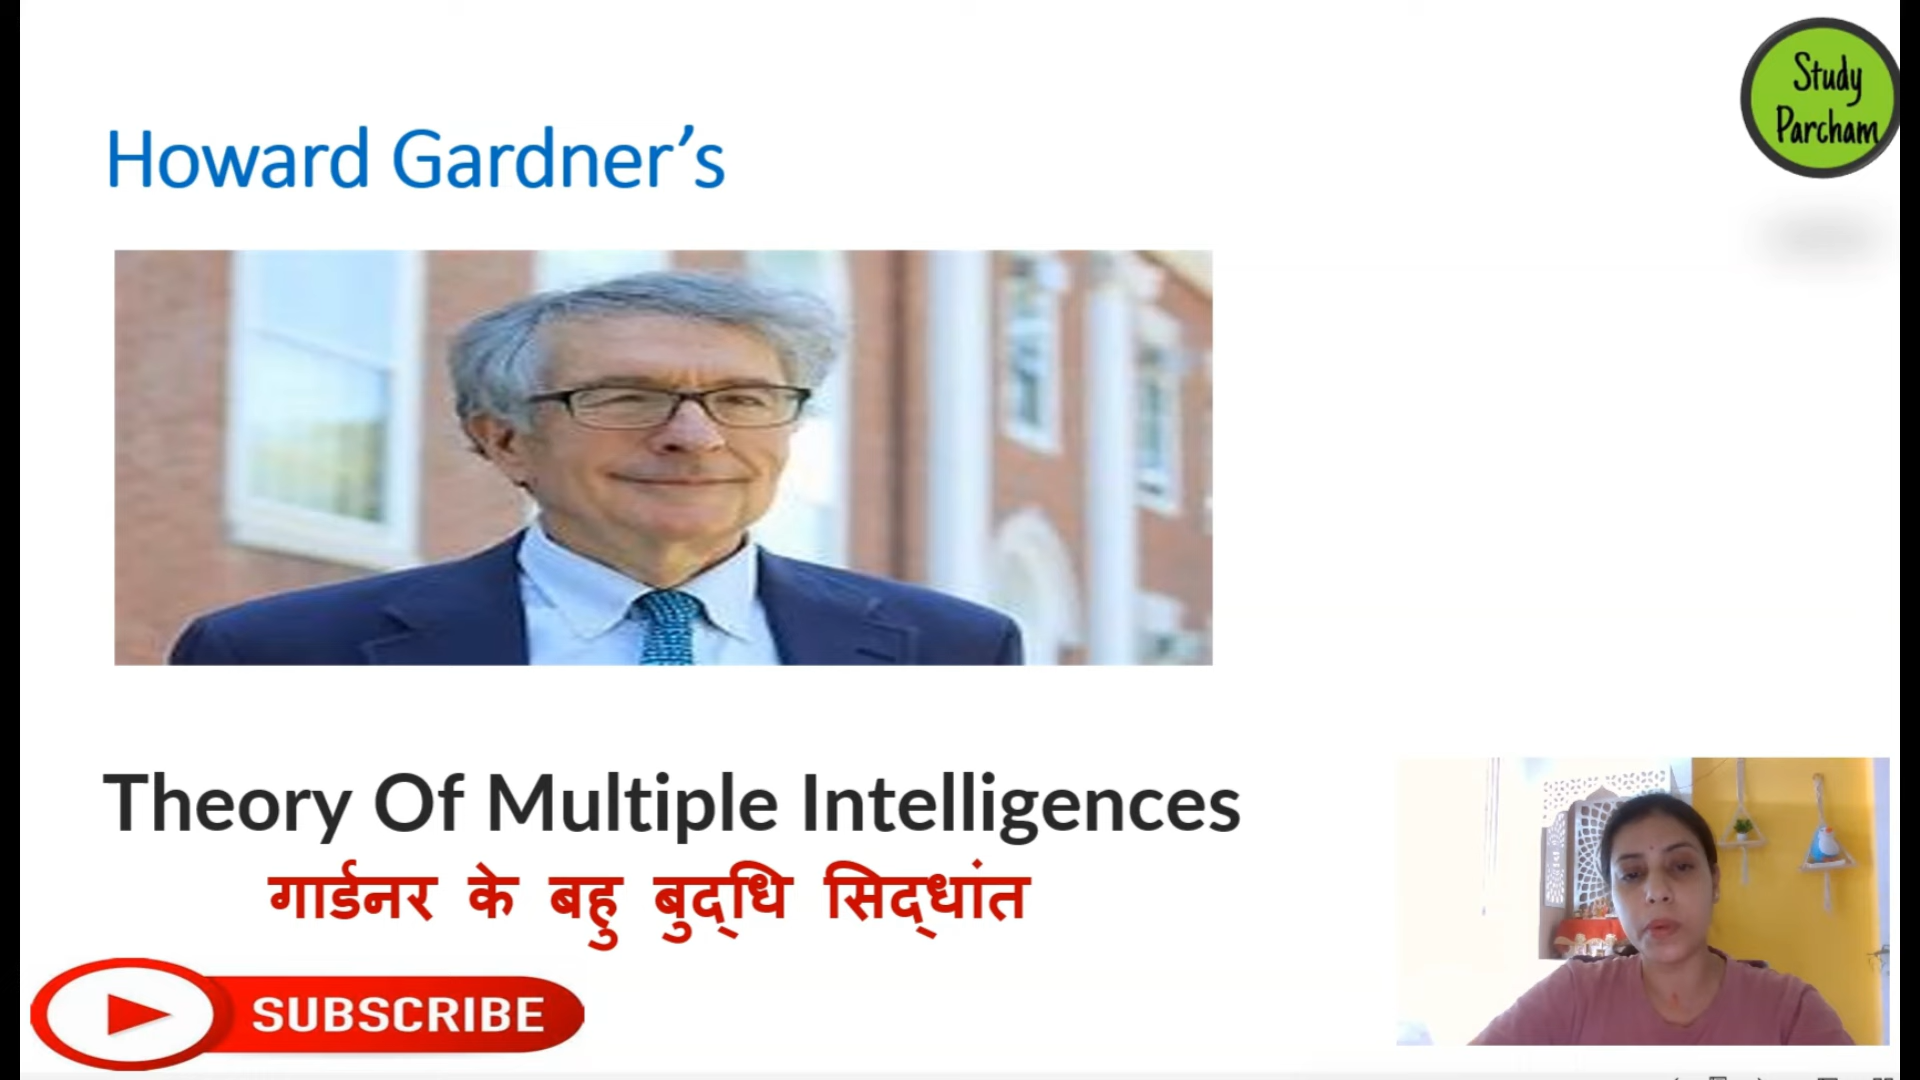 Study
Parcham
Howard Gardner’s
Theory Of Multiple Intelligences
गार्डनर के बहु बुद्धि सिद्धांत
SUBSCRIBE